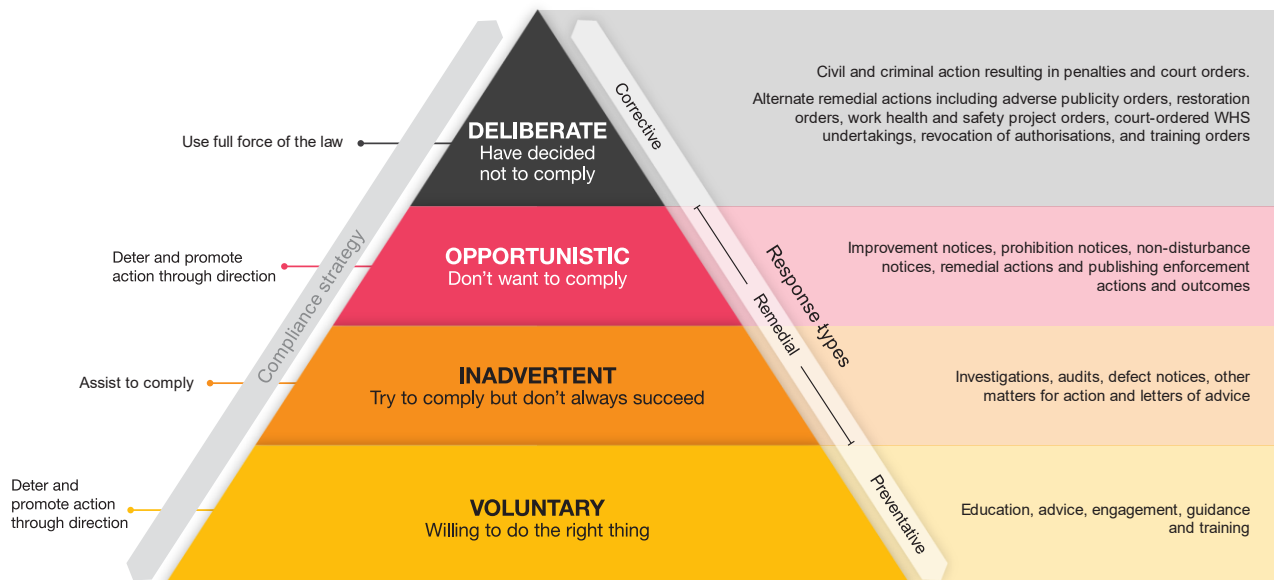 Civil and criminal action resulting in penalties and court orders.
Alternate remedial actions including adverse publicity orders, restoration
orders, work health and safety project orders, court-ordered WHS
undertakings, revocation of authorisations, and training orders
Corrective
Use full force of the law
DELIBERATE
Have decided
not to comply
Compliance strategy
Response types
Deter and promote
action through direction
OPPORTUNISTIC
Don't want to comply
Improvement notices, prohibition notices, non-disturbance
notices, remedial actions and publishing enforcement
actions and outcomes
Remedial
Assist to comply
INADVERTENT
Try to comply but don't always succeed
Investigations, audits, defect notices, other
matters for action and letters of advice
Deter and
promote action
through direction
VOLUNTARY
Willing to do the right thing
Preventative
Education, advice, engagement, guidance
and training